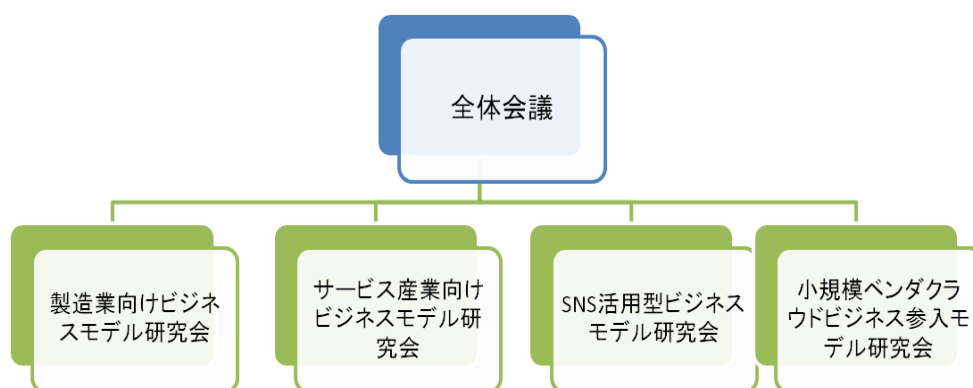 全体会議
製造業向けビジネ
スモデル研究会
サービス産業向け
ビジネスモデル研
究会
SNS活用型ビジネス
モデル研究会
小規模ベンダクラ
ウドビジネス参入モ
デル研究会